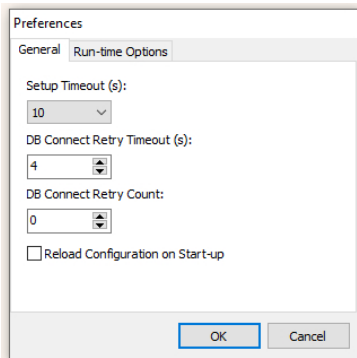 Preferences
General Run-time Options
Setup Timeout (s):
10
DB Connect Retry Timeout (s):
4
DB Connect Retry Count:
0
Reload Configuration on Start-up
OK Cancel